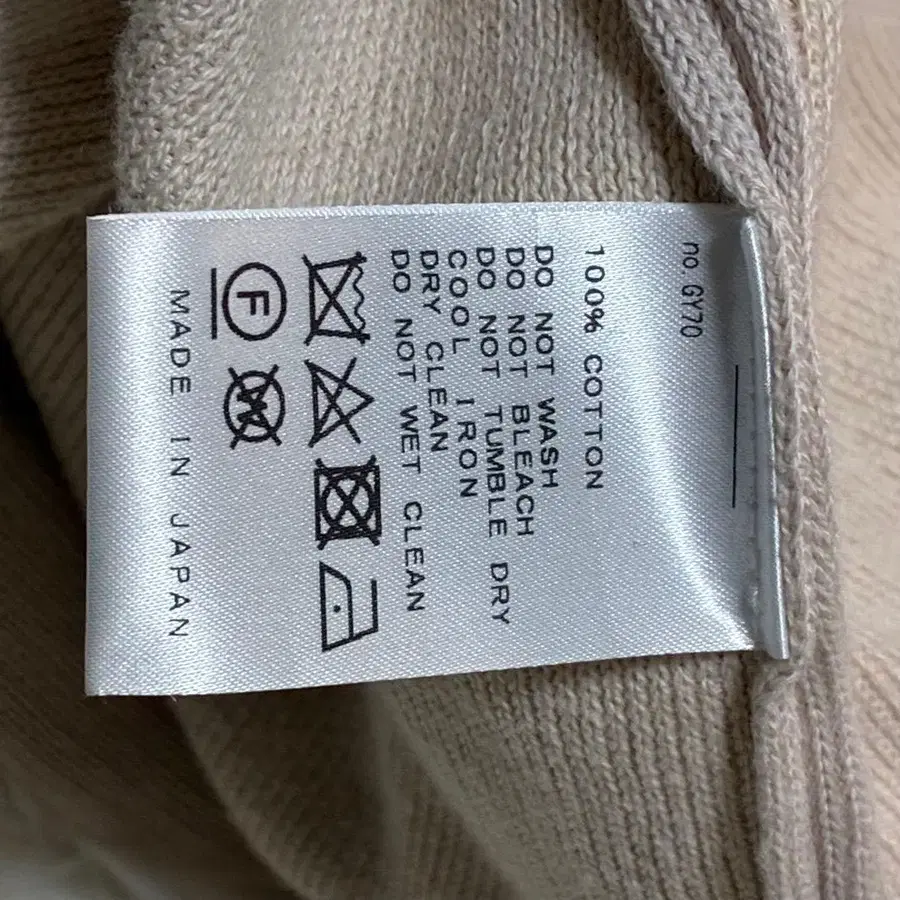 no. GY70
100% COTTON
DO NOT WASH
DO NOT BLEACH
DO NOT TUMBLE DRY
COOL IRON
DRY CLEAN
DO NOT WET CLEAN
F W
MADE IN JAPAN